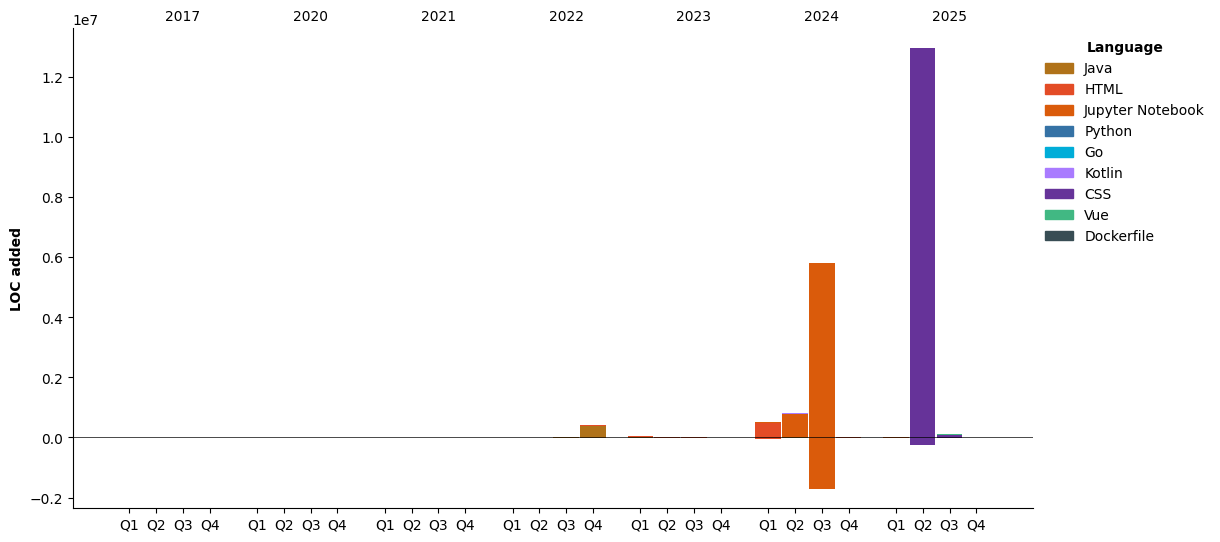 1e7
2017 2020 2021 2022 2023 2024 2025
Language
Java
HTML
Jupyter Notebook
Python
Go
Kotlin
CSS
Vue
Dockerfile
LOC added
1.2
1.0
0.8
0.6
0.4
0.2
0.0
−0.2
Q1 Q2 Q3 Q4 Q1 Q2 Q3 Q4 Q1 Q2 Q3 Q4 Q1 Q2 Q3 Q4 Q1 Q2 Q3 Q4 Q1 Q2 Q3 Q4 Q1 Q2 Q3 Q4